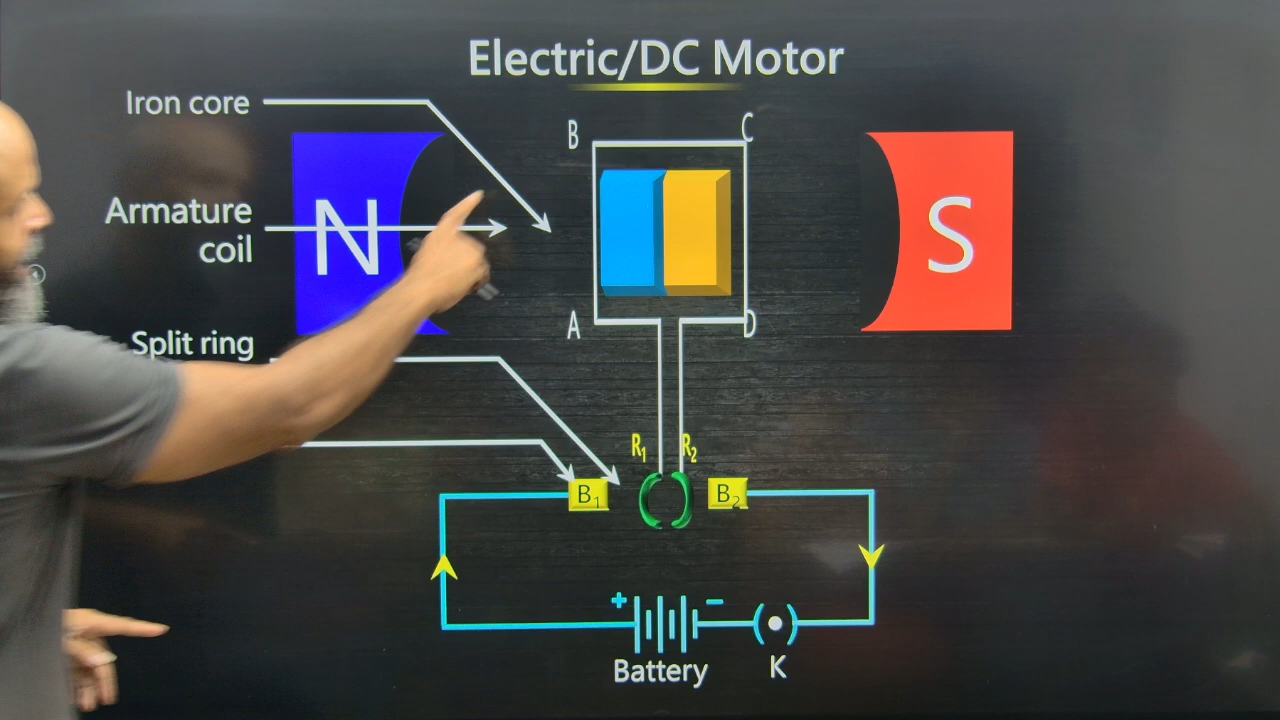 Electric/DC Motor
Iron core
B
C
N
S
Armature
coil
A
D
Split ring
R1
R2
B1
B2
+
−
Battery
K